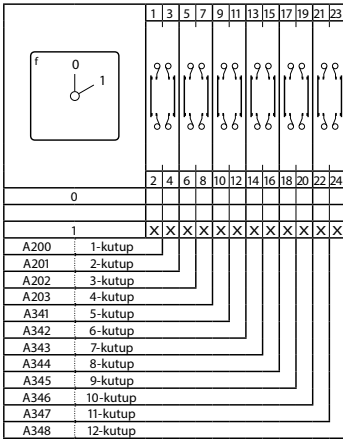 1 3 5 7 9 11 13 15 17 19 21 23
f 0
1
2 4 6 8 10 12 14 16 18 20 22 24
0
1 X X X X X X X X X X X X
A200 1-kutup
A201 2-kutup
A202 3-kutup
A203 4-kutup
A341 5-kutup
A342 6-kutup
A343 7-kutup
A344 8-kutup
A345 9-kutup
A346 10-kutup
A347 11-kutup
A348 12-kutup